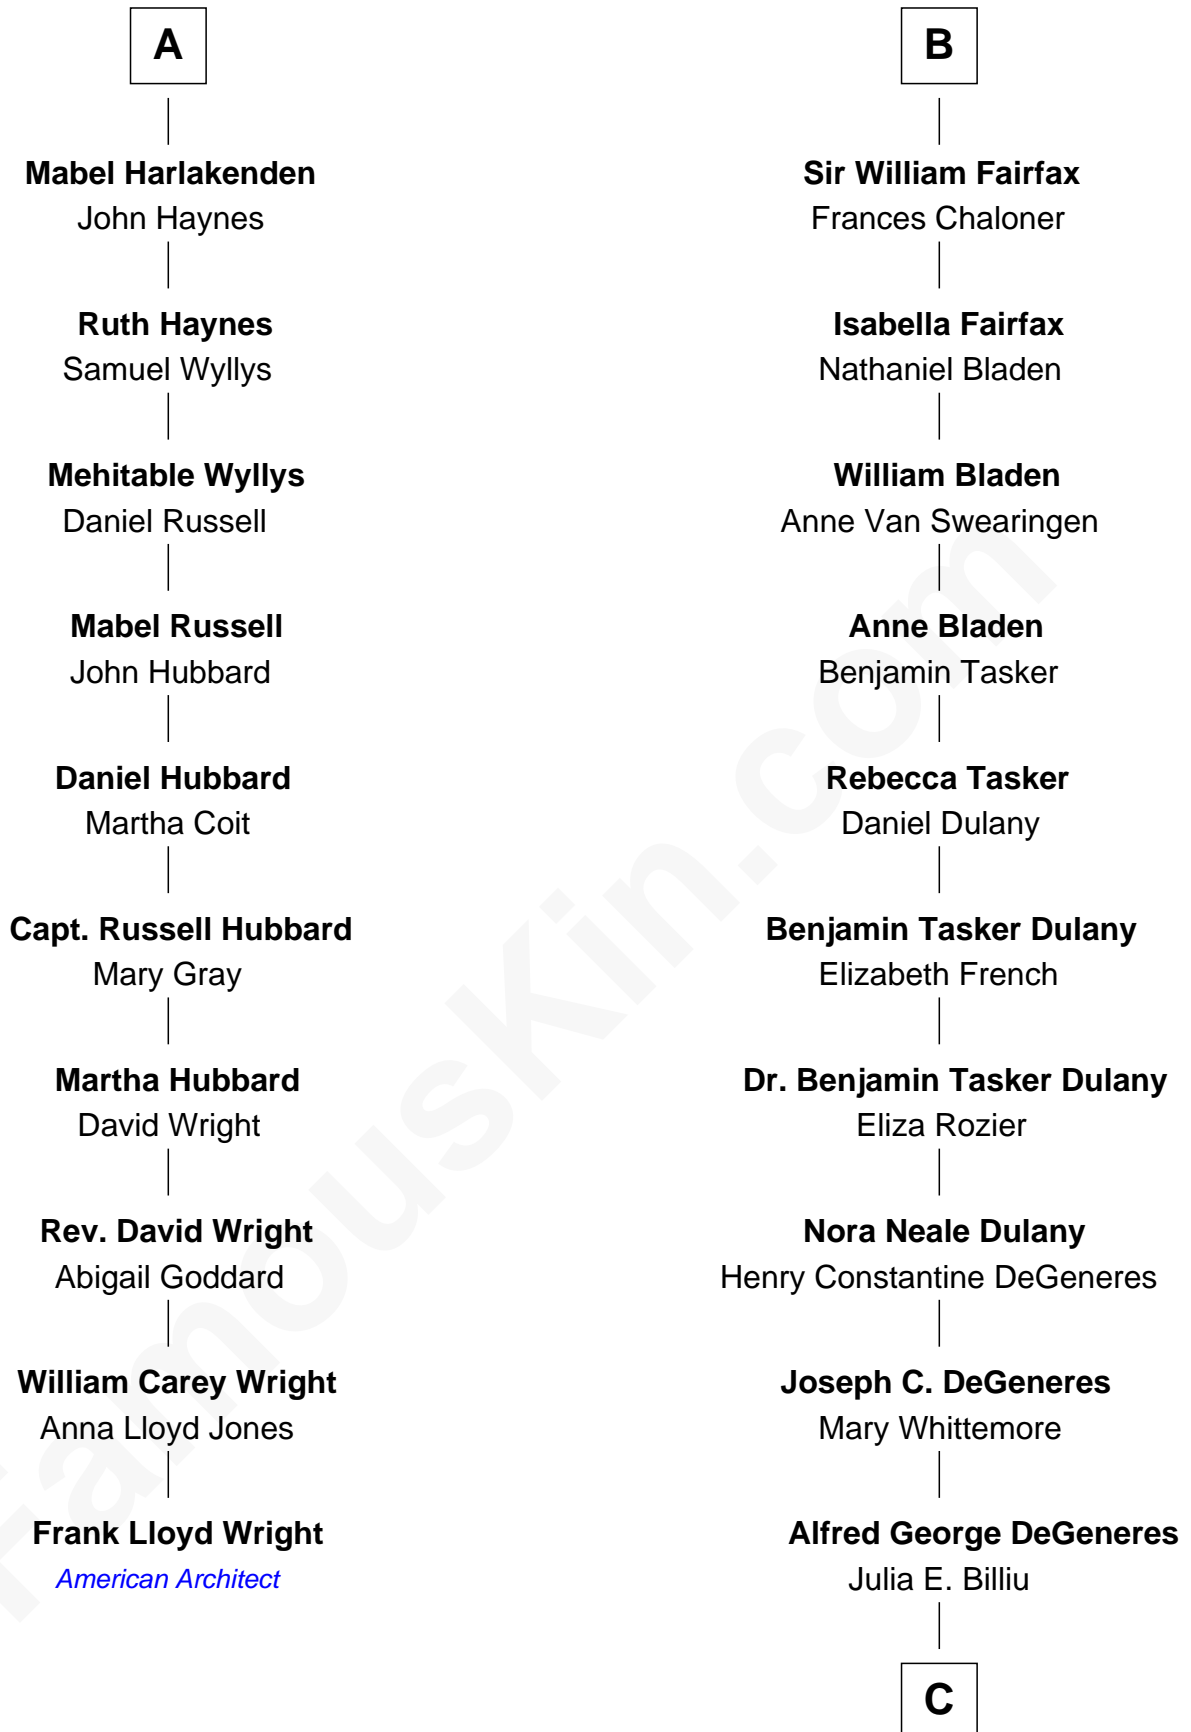 A
Mabel Harlakenden
John Haynes
Ruth Haynes
Samuel Wyllys
Mehitable Wyllys
Daniel Russell
Mabel Russell
John Hubbard
Daniel Hubbard
Martha Coit
Capt. Russell Hubbard
Mary Gray
Martha Hubbard
David Wright
Rev. David Wright
Abigail Goddard
William Carey Wright
Anna Lloyd Jones
Frank Lloyd Wright
American Architect
B
Sir William Fairfax
Frances Chaloner
Isabella Fairfax
Nathaniel Bladen
William Bladen
Anne Van Swearingen
Anne Bladen
Benjamin Tasker
Rebecca Tasker
Daniel Dulany
Benjamin Tasker Dulany
Elizabeth French
Dr. Benjamin Tasker Dulany
Eliza Rozier
Nora Neale Dulany
Henry Constantine DeGeneres
Joseph C. DeGeneres
Mary Whittemore
Alfred George DeGeneres
Julia E. Billiu
C
FamousKin.com